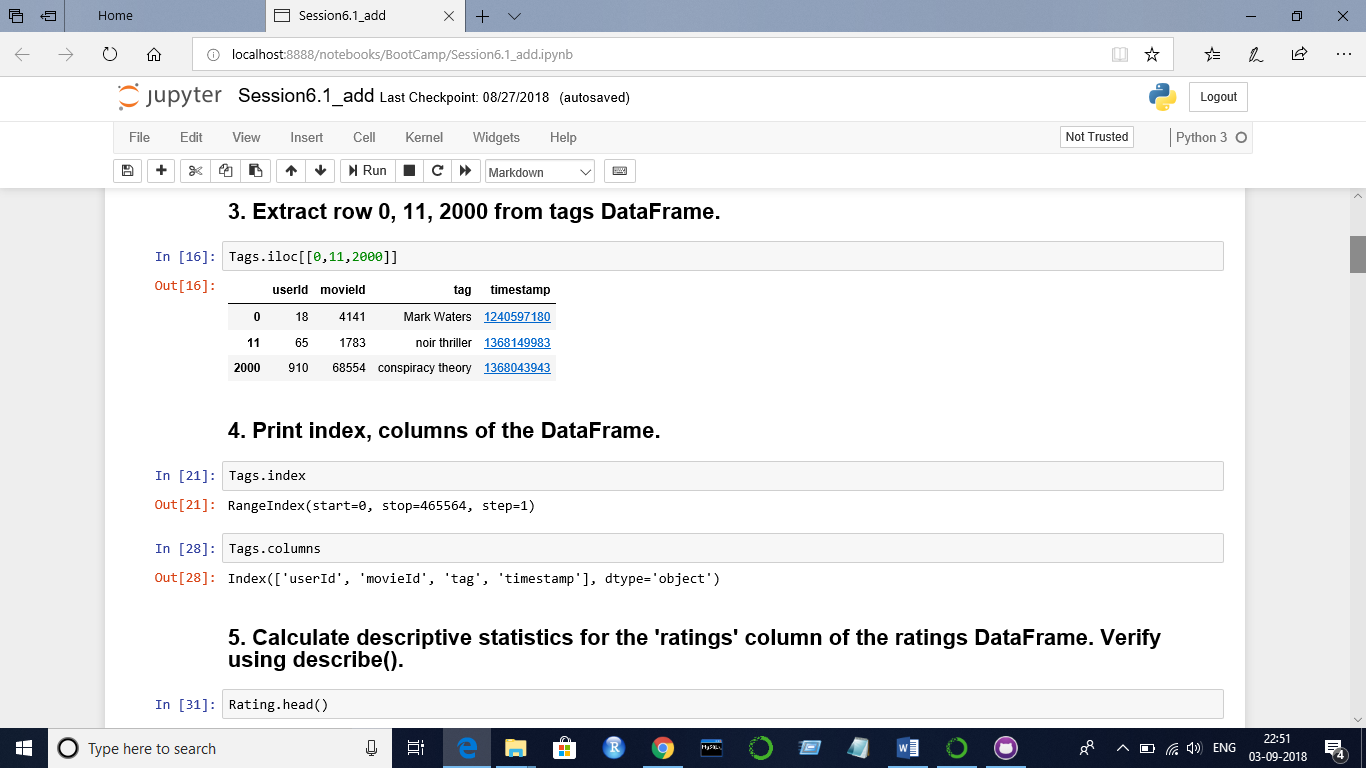 Home
Session6.1_add
localhost:8888/notebooks/BootCamp/Session6.1_add.ipynb
jupyter Session6.1_add Last Checkpoint: 08/27/2018 (autosaved)
Logout
File Edit View Insert Cell Kernel Widgets Help
Not Trusted
Python 3
Run
Markdown
3. Extract row 0, 11, 2000 from tags DataFrame.
In [16]: Tags.iloc[[0,11,2000]]
Out[16]:
userId movieId tag timestamp
0 18 4141 Mark Waters 1240597180
11 65 1783 noir thriller 1368149983
2000 910 68554 conspiracy theory 1368043943
4. Print index, columns of the DataFrame.
In [21]: Tags.index
Out[21]: RangeIndex(start=0, stop=465564, step=1)
In [28]: Tags.columns
Out[28]: Index(['userId', 'movieId', 'tag', 'timestamp'], dtype='object')
5. Calculate descriptive statistics for the 'ratings' column of the ratings DataFrame. Verify
using describe().
In [31]: Rating.head()
Type here to search
R
MySQL
W
ENG
22:51
03-09-2018
4